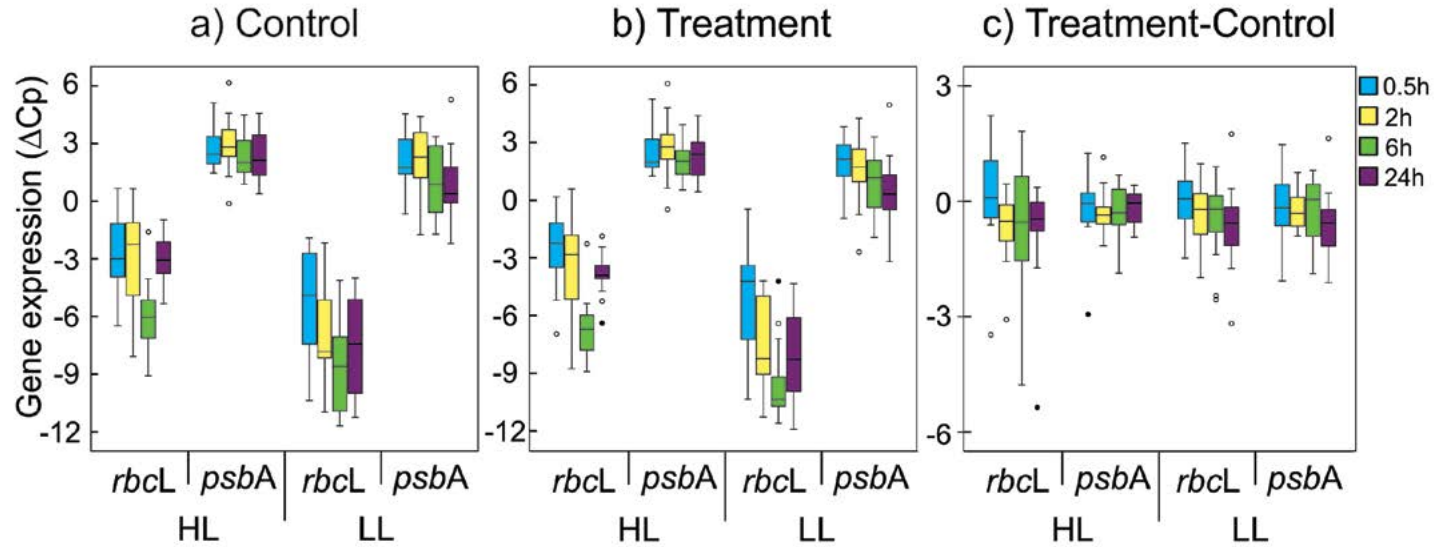 a) Control
b) Treatment
c) Treatment-Control
Gene expression (ΔCp)
6
3
0
-3
-6
-9
-12
6
3
0
-3
-6
-9
-12
3
0
-3
-6
0.5h
2h
6h
24h
rbcL psbA rbcL psbA
HL LL
rbcL psbA rbcL psbA
HL LL
rbcL psbA rbcL psbA
HL LL